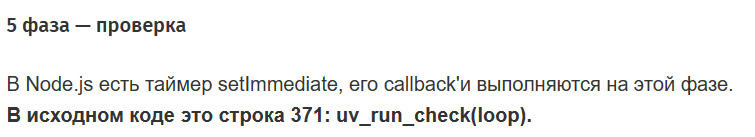 5 фаза — проверка
В Node.js есть таймер setImmediate, его callback'и выполняются на этой фазе.
В исходном коде это строка 371: uv_run_check(loop).